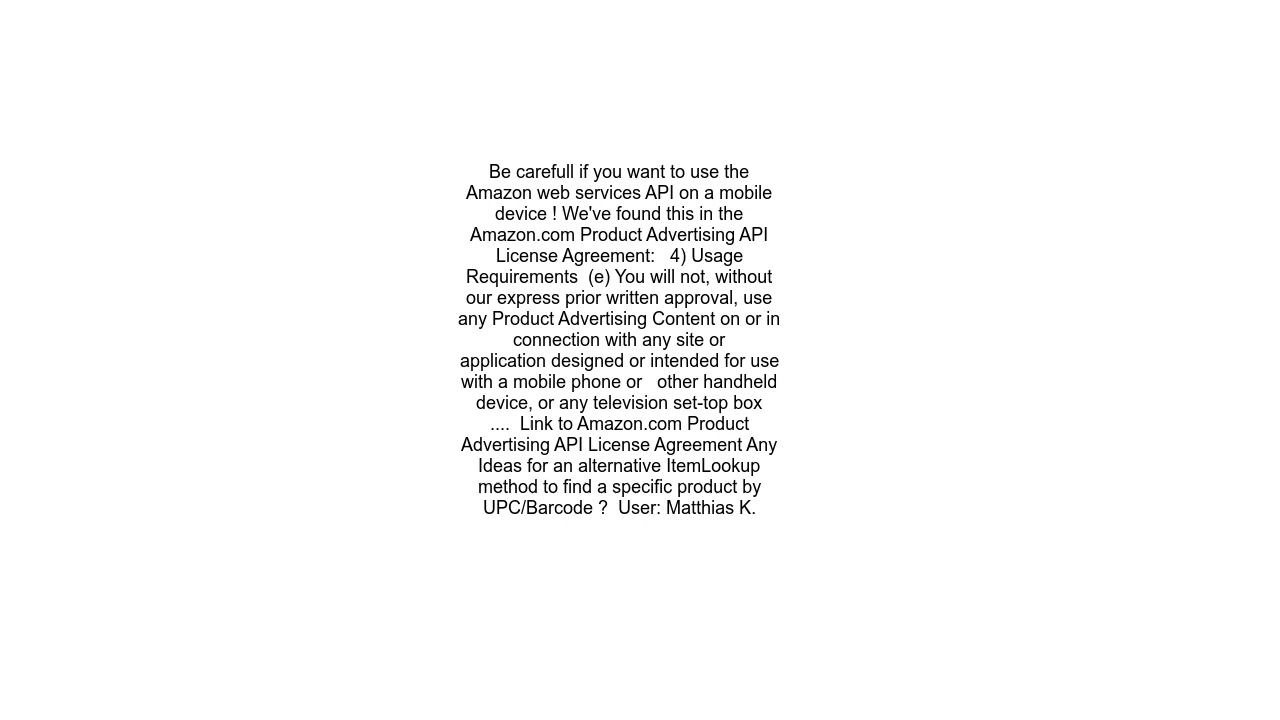 Be carefull if you want to use the
Amazon web services API on a mobile
device ! We've found this in the
Amazon.com Product Advertising API
License Agreement:   4) Usage
Requirements  (e) You will not, without
our express prior written approval, use
any Product Advertising Content on or in
connection with any site or
application designed or intended for use
with a mobile phone or   other handheld
device, or any television set-top box
....  Link to Amazon.com Product
Advertising API License Agreement Any
Ideas for an alternative ItemLookup
method to find a specific product by
UPC/Barcode ?  User: Matthias K.